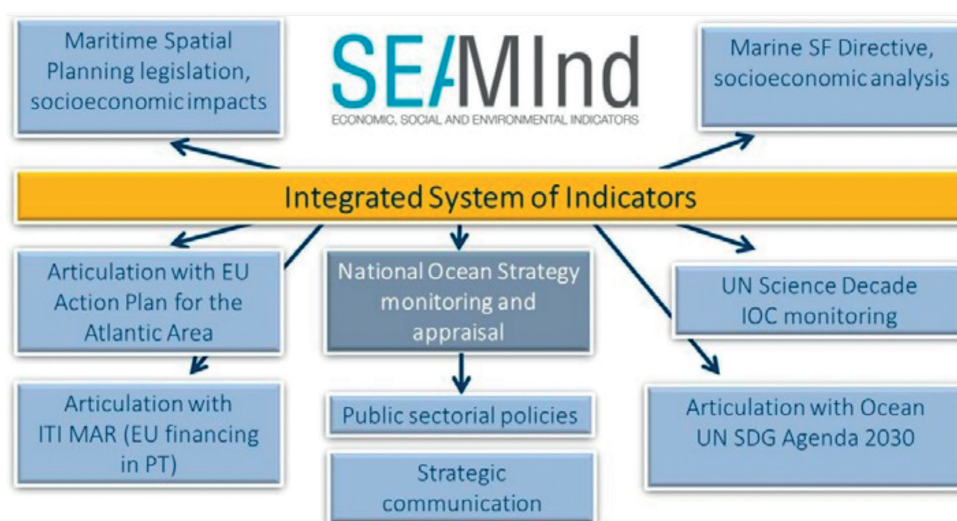 Maritime Spatial
Planning legislation,
socioeconomic impacts
SEAMInd
ECONOMIC, SOCIAL AND ENVIRONMENTAL INDICATORS
Marine SF Directive,
socioeconomic analysis
Integrated System of Indicators
Articulation with EU
Action Plan for the
Atlantic Area
National Ocean Strategy
monitoring and
appraisal
UN Science Decade
IOC monitoring
Articulation with
ITI MAR (EU financing
in PT)
Public sectorial policies
Strategic
communication
Articulation with Ocean
UN SDG Agenda 2030